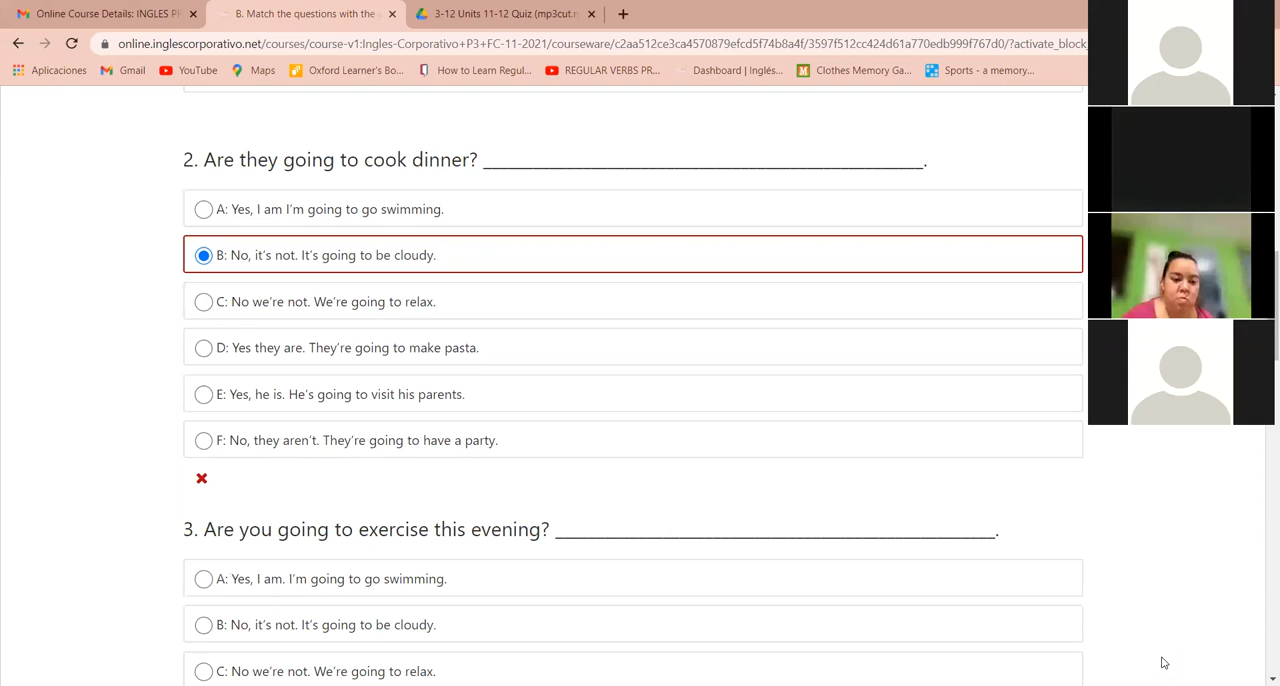 Online Course Details: INGLES P
B. Match the questions with the
3-12 Units 11-12 Quiz (mp3cut.n
online.inglescorporativo.net/courses/course-v1:Ingles-Corporativo+P3+FC-11-2021/courseware/c2aa512ce3ca4570879efcd5f74b8a4f/3597f512cc424d61a770edb999f767d0/?activate_block_
Aplicaciones Gmail YouTube Maps Oxford Learner's Bo... How to Learn Regul... REGULAR VERBS PR... Dashboard | Inglés... Clothes Memory Ga... Sports - a memory...
2. Are they going to cook dinner? ______________________________________________.
A: Yes, I am I'm going to go swimming.
B: No, it's not. It's going to be cloudy.
C: No we're not. We're going to relax.
D: Yes they are. They're going to make pasta.
E: Yes, he is. He's going to visit his parents.
F: No, they aren't. They're going to have a party.
3. Are you going to exercise this evening? ______________________________________________.
A: Yes, I am. I'm going to go swimming.
B: No, it's not. It's going to be cloudy.
C: No we're not. We're going to relax.